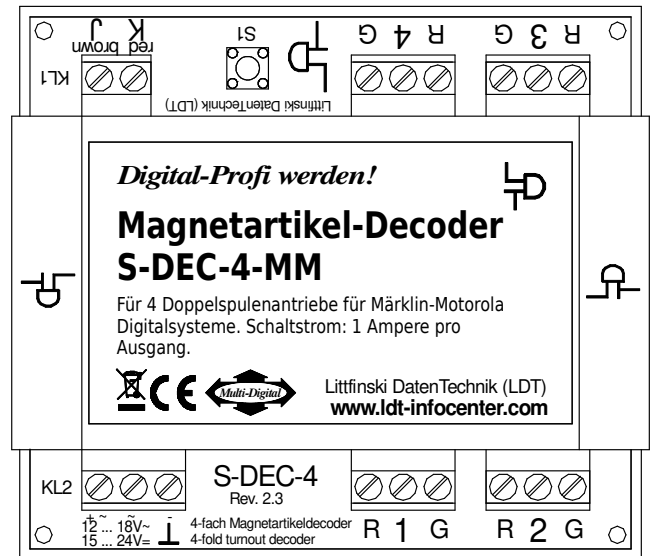 J K
brown red
KL1
S1
Littfinski DatenTechnik (LDT)
G 4 R
G 3 R
Digital-Profi werden!
Magnetartikel-Decoder
S-DEC-4-MM
Für 4 Doppelspulenantriebe für Märklin-Motorola
Digitalsysteme. Schaltstrom: 1 Ampere pro
Ausgang.
CE
Multi-Digital
Littfinski DatenTechnik (LDT)
www.ldt-infocenter.com
KL2
+ ~ ~ -
12 ... 18V~
15 ... 24V=
S-DEC-4
Rev. 2.3
4-fach Magnetartikeldecoder
4-fold turnout decoder
R 1 G
R 2 G